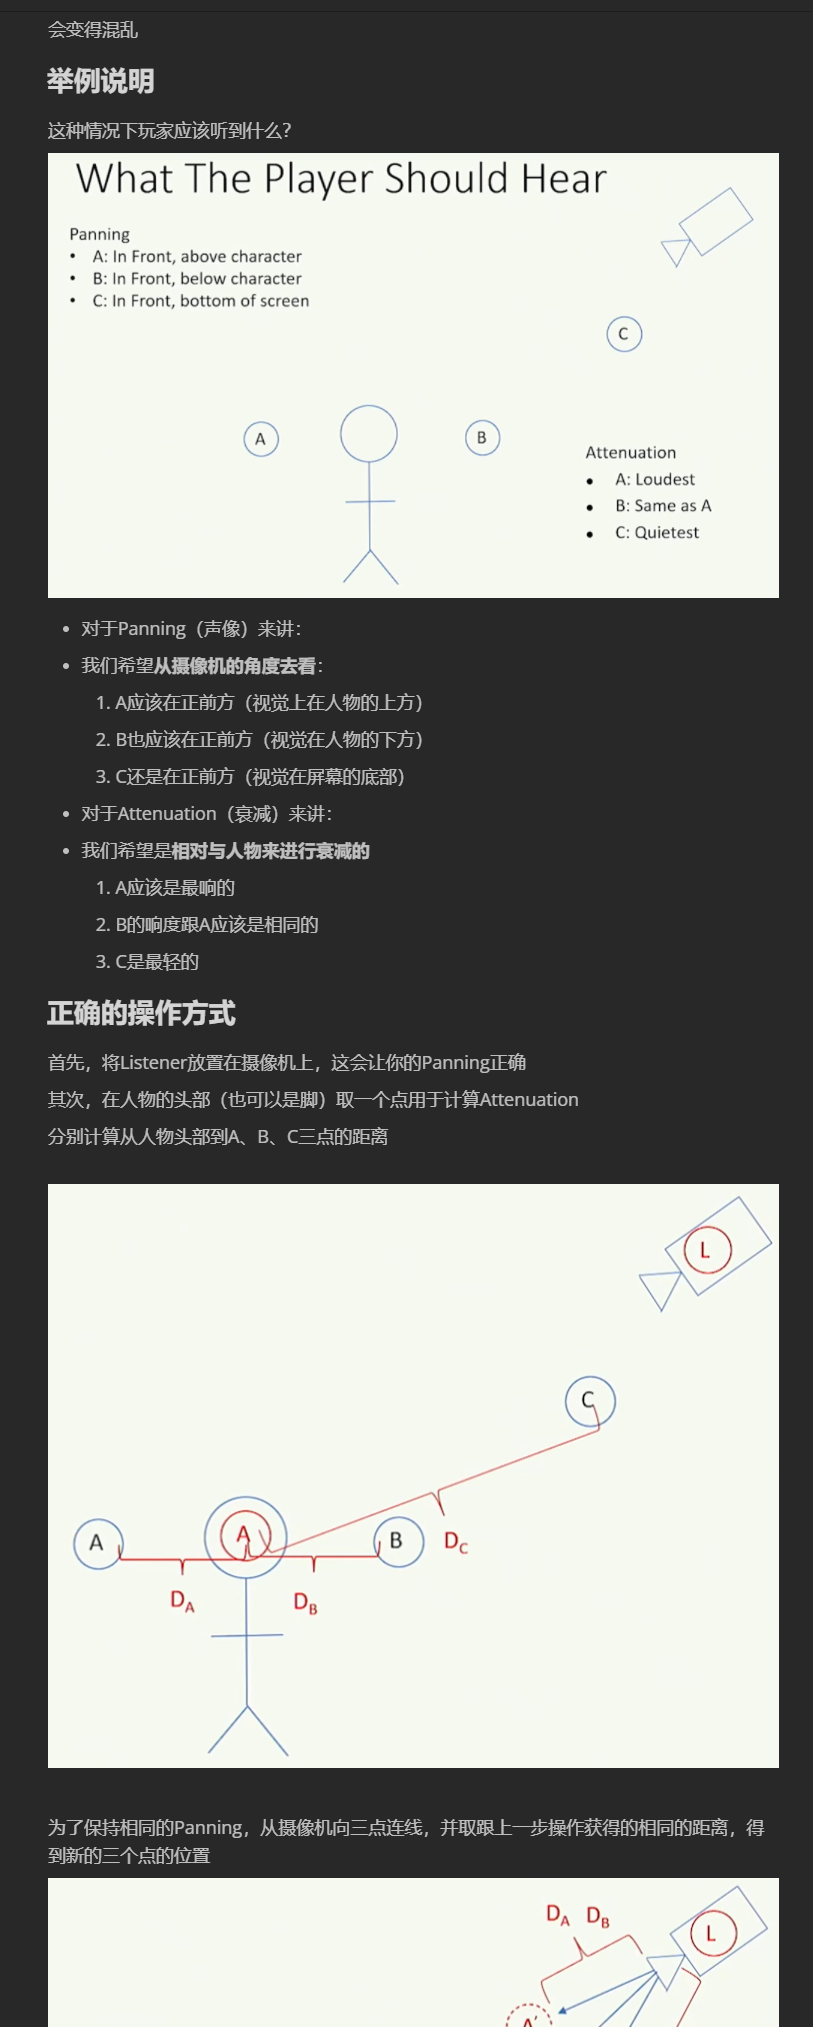 会变得混乱
举例说明
这种情况下玩家应该听到什么？
What The Player Should Hear
Panning
• A: In Front, above character
• B: In Front, below character
• C: In Front, bottom of screen
C
A
B
Attenuation
• A: Loudest
• B: Same as A
• C: Quietest
• 对于Panning（声像）来讲：
• 我们希望从摄像机的角度去看：
1. A应该在正前方（视觉上在人物的上方）
2. B也应该在正前方（视觉在人物的下方）
3. C还是在正前方（视觉在屏幕的底部）
• 对于Attenuation（衰减）来讲：
• 我们希望是相对与人物来进行衰减的
1. A应该是最响的
2. B的响度跟A应该是相同的
3. C是最轻的
正确的操作方式
首先，将Listener放置在摄像机上，这会让你的Panning正确
其次，在人物的头部（也可以是脚）取一个点用于计算Attenuation
分别计算从人物头部到A、B、C三点的距离
L
C
A
A
B
DC
DA
DB
为了保持相同的Panning，从摄像机向三点连线，并取跟上一步操作获得的相同的距离，得
到新的三个点的位置
DA DB
L
A'